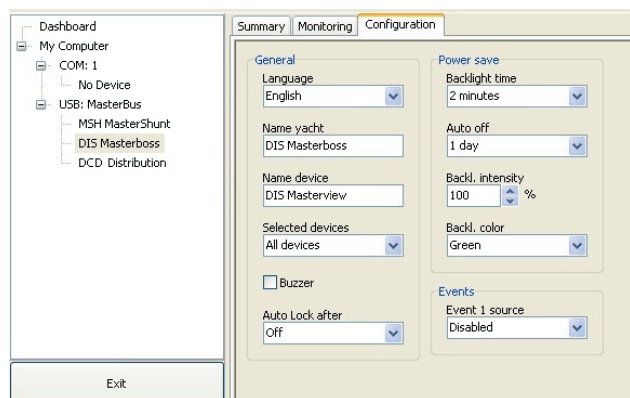 Dashboard
My Computer
COM: 1
No Device
USB: MasterBus
MSH MasterShunt
DIS Masterboss
DCD Distribution
Exit
Summary
Monitoring
Configuration
General
Language
English
Name yacht
DIS Masterboss
Name device
DIS Masterview
Selected devices
All devices
Buzzer
Auto Lock after
Off
Power save
Backlight time
2 minutes
Auto off
1 day
Backl. intensity
100 %
Backl. color
Green
Events
Event 1 source
Disabled